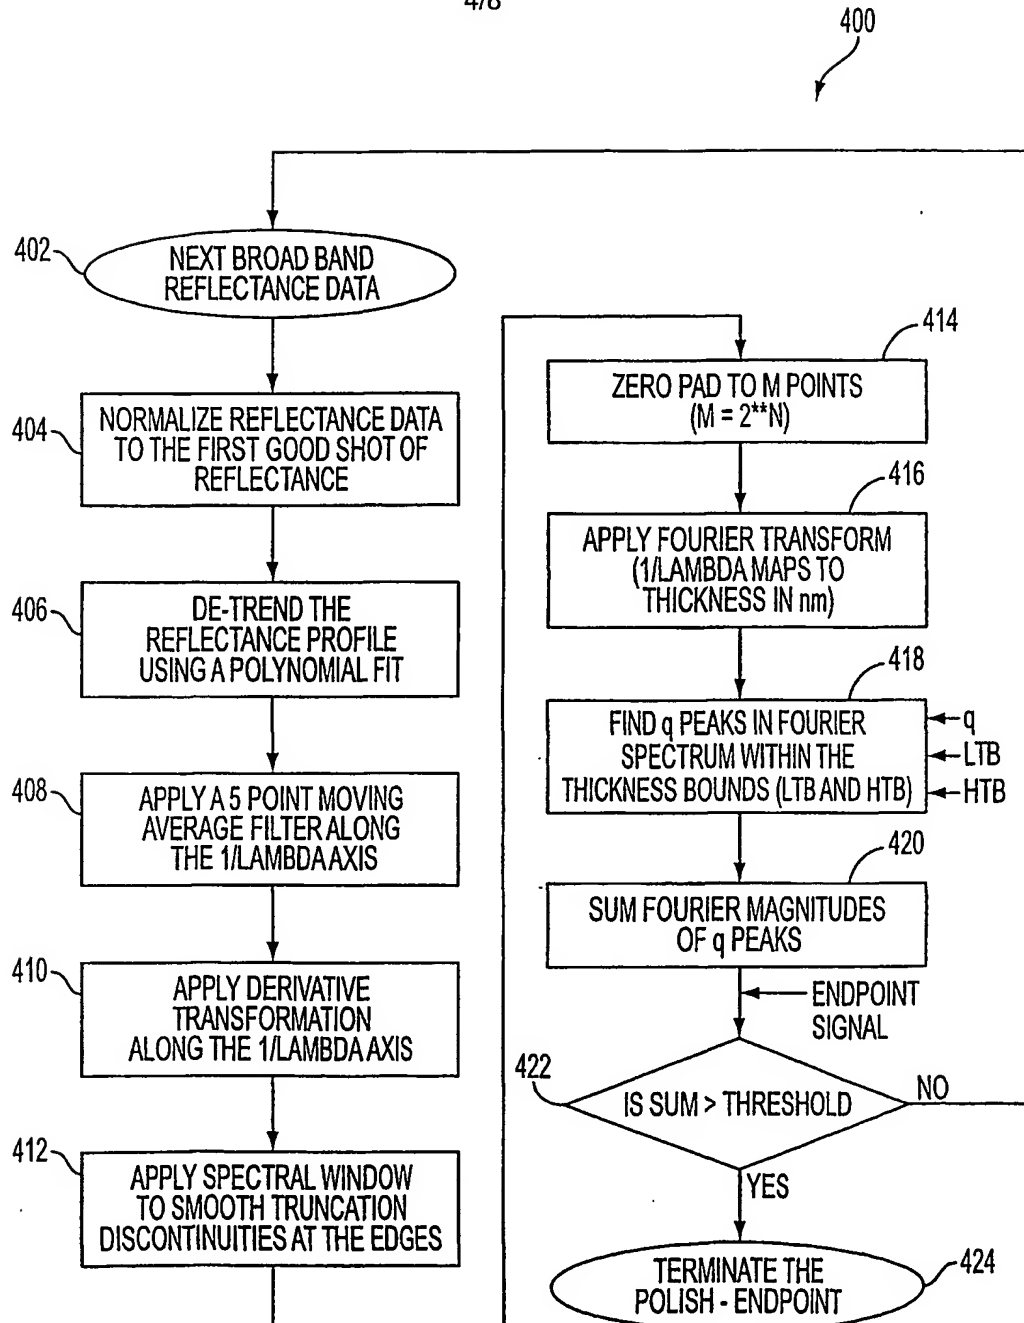 4/8
400
402
NEXT BROAD BAND
REFLECTANCE DATA
404
NORMALIZE REFLECTANCE DATA
TO THE FIRST GOOD SHOT OF
REFLECTANCE
406
DE-TREND THE
REFLECTANCE PROFILE
USING A POLYNOMIAL FIT
408
APPLY A 5 POINT MOVING
AVERAGE FILTER ALONG
THE 1/LAMBDA AXIS
410
APPLY DERIVATIVE
TRANSFORMATION
ALONG THE 1/LAMBDA AXIS
412
APPLY SPECTRAL WINDOW
TO SMOOTH TRUNCATION
DISCONTINUITIES AT THE EDGES
414
ZERO PAD TO M POINTS
(M = 2**N)
416
APPLY FOURIER TRANSFORM
(1/LAMBDA MAPS TO
THICKNESS IN nm)
418
FIND q PEAKS IN FOURIER
SPECTRUM WITHIN THE
THICKNESS BOUNDS (LTB AND HTB)
q
LTB
HTB
420
SUM FOURIER MAGNITUDES
OF q PEAKS
ENDPOINT
SIGNAL
422
IS SUM > THRESHOLD
NO
YES
TERMINATE THE
POLISH - ENDPOINT
424